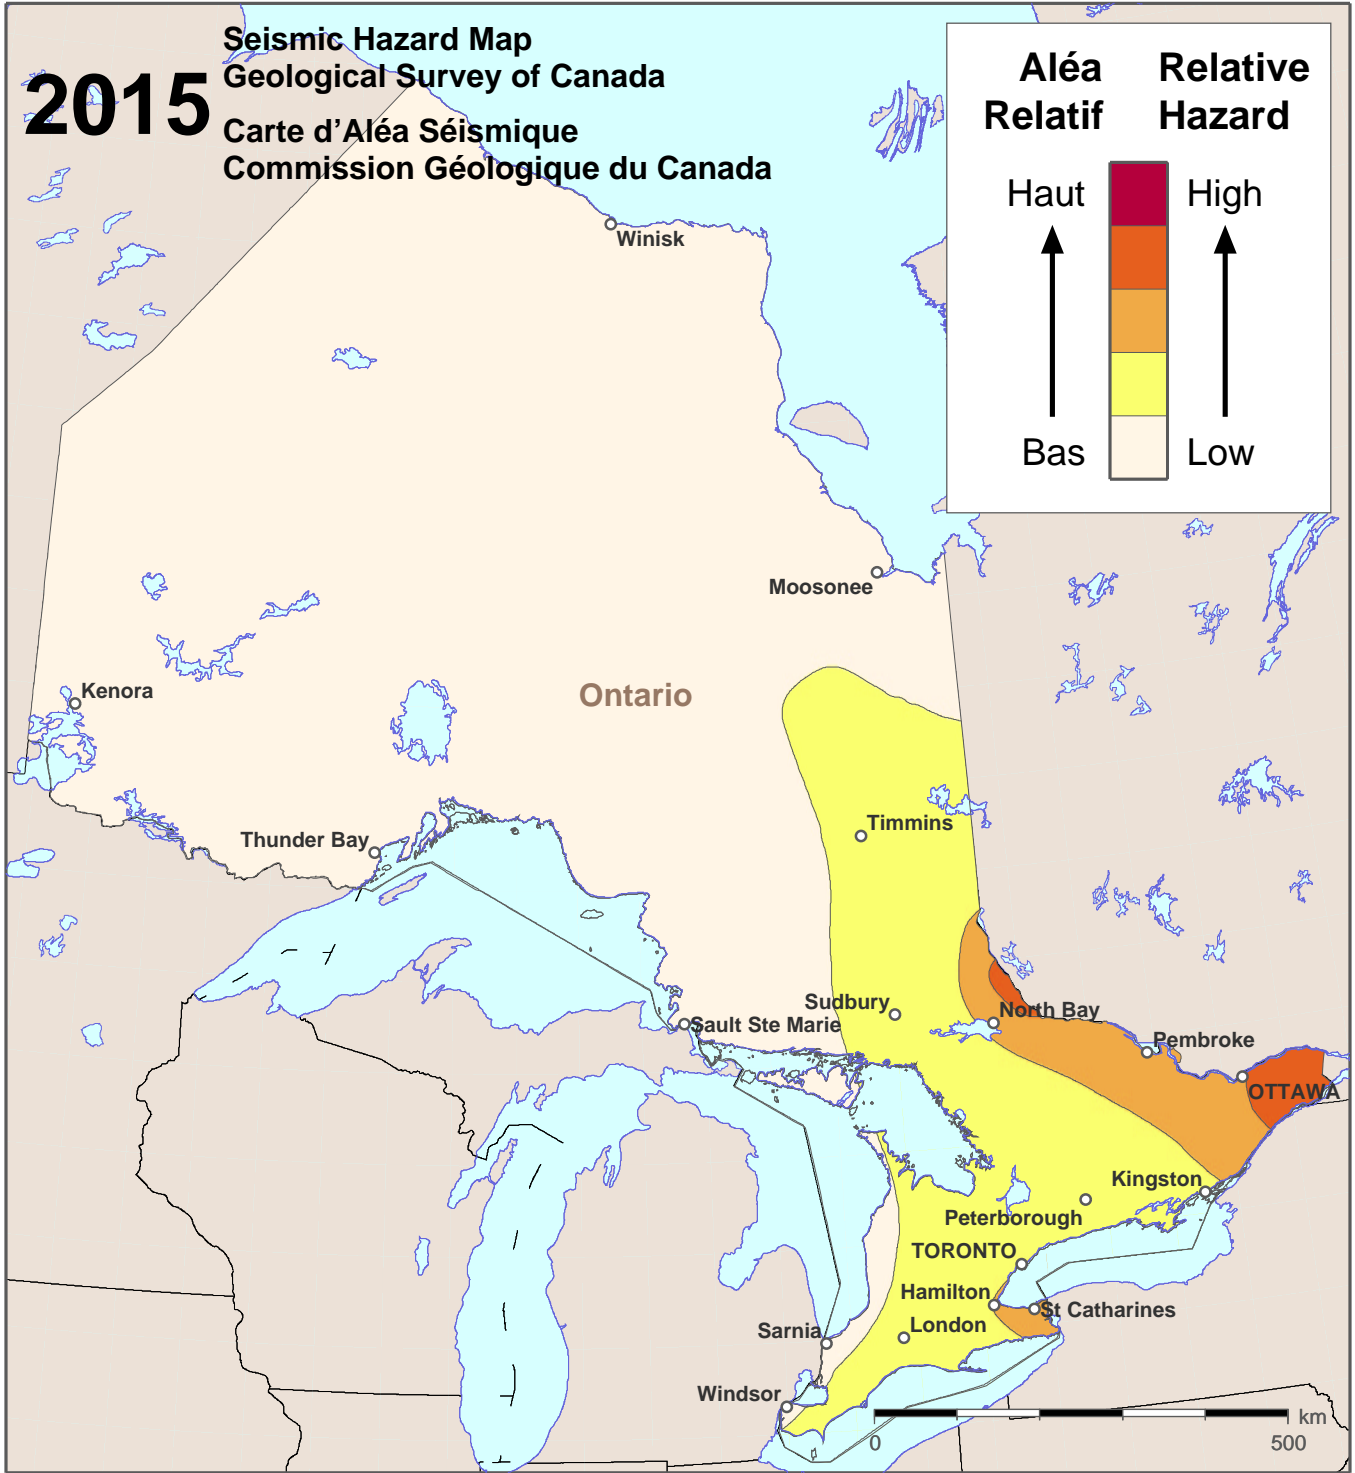 2015
Seismic Hazard Map
Geological Survey of Canada
Carte d'Aléa Séismique
Commission Géologique du Canada
Aléa Relatif
Relative Hazard
Haut
High
Bas
Low
Winisk
Moosonee
Kenora
Ontario
Thunder Bay
Timmins
Sudbury
North Bay
Sault Ste Marie
Pembroke
OTTAWA
Kingston
Peterborough
TORONTO
Hamilton
St Catharines
London
Sarnia
Windsor
km
0
500